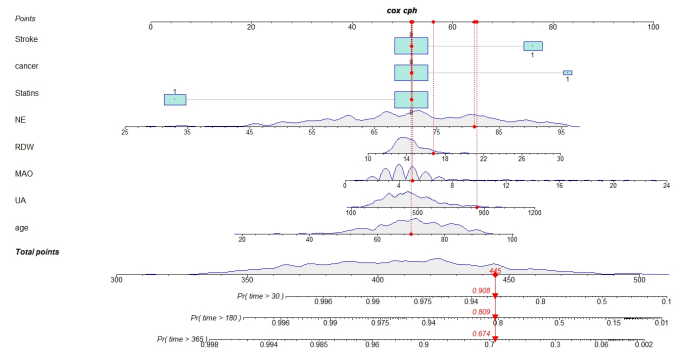 cox cph
Points
0 20 40 60 80 100
Stroke
0
1
cancer
0
1
Statins
1
0
NE
25 35 45 55 65 75 85 95
RDW
10 14 18 22 26 30
MAO
0 4 8 12 16 20 24
UA
100 500 900 1200
age
20 40 60 80 100
Total points
300 350 400 450 500
445
0.908
Pr( time > 30 )
0.996 0.99 0.975 0.94 0.8 0.5 0.1
0.809
Pr( time > 180 )
0.996 0.99 0.975 0.94 0.8 0.5 0.15 0.01
0.674
Pr( time > 365 )
0.998 0.994 0.985 0.96 0.9 0.7 0.3 0.06 0.002